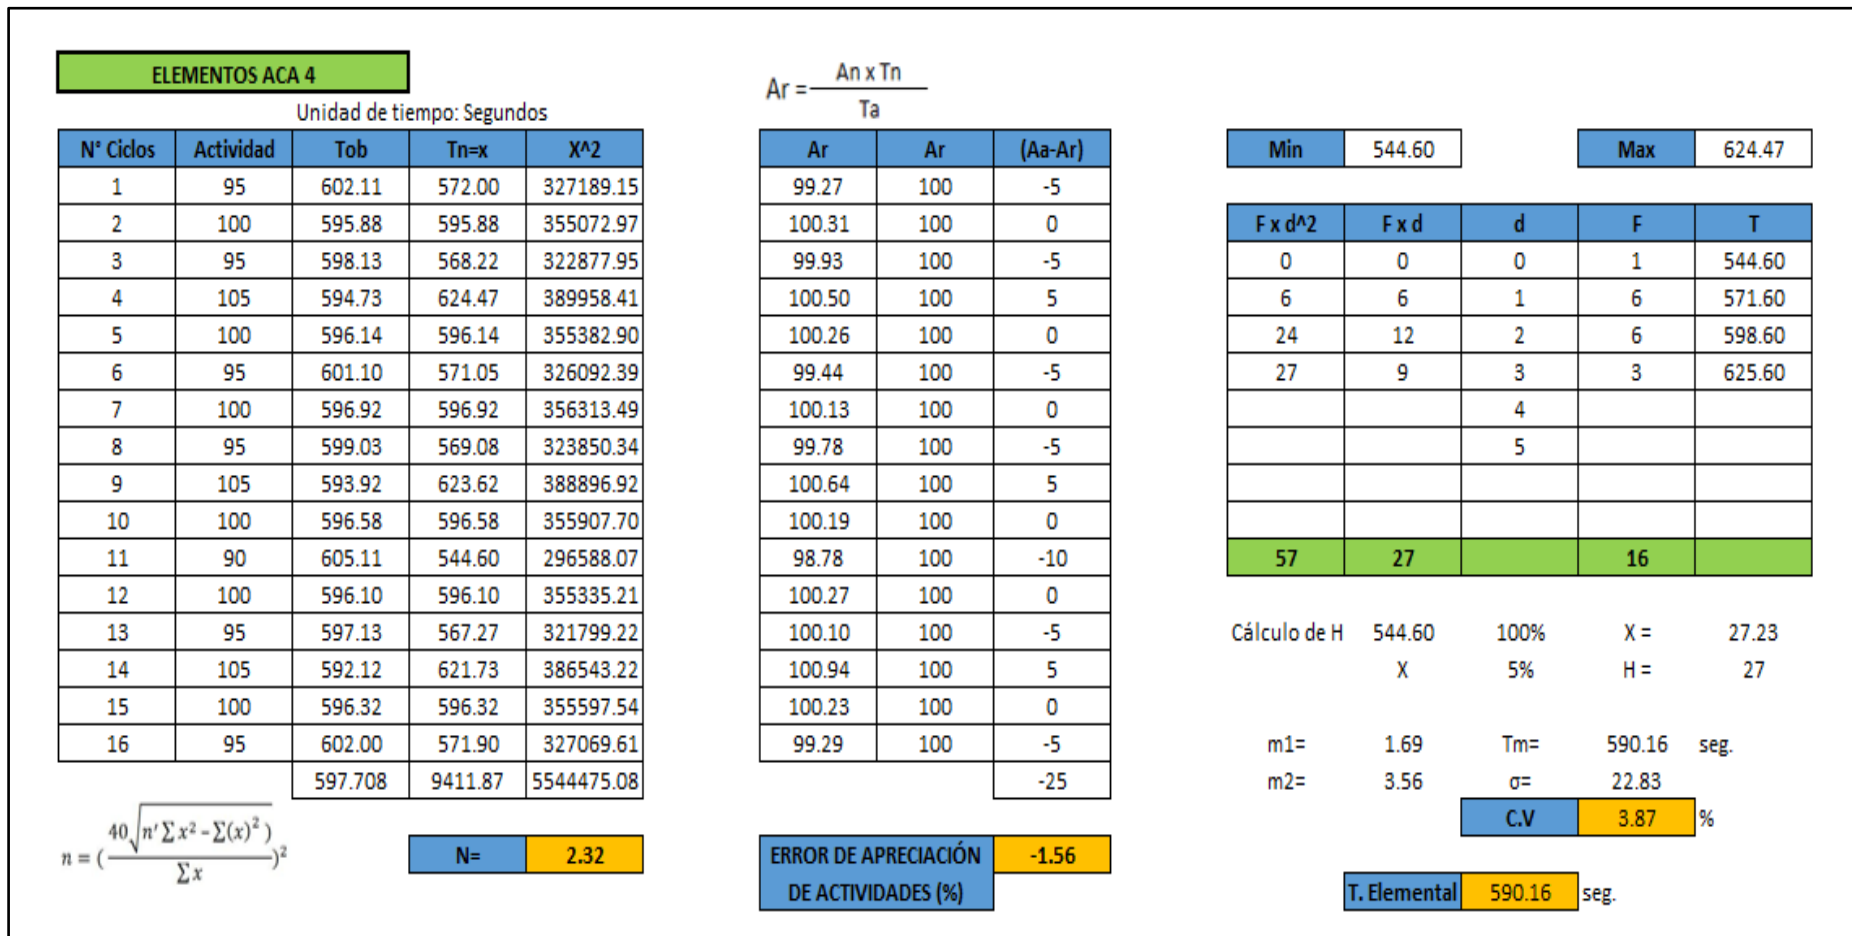 ELEMENTOS ACA 4
Unidad de tiempo: Segundos
N° Ciclos Actividad Tob Tn=x X^2
1 95 602.11 572.00 327189.15
2 100 595.88 595.88 355072.97
3 95 598.13 568.22 322877.95
4 105 594.73 624.47 389958.41
5 100 596.14 596.14 355382.90
6 95 601.10 571.05 326092.39
7 100 596.92 596.92 356313.49
8 95 599.03 569.08 323850.34
9 105 593.92 623.62 388896.92
10 100 596.58 596.58 355907.70
11 90 605.11 544.60 296588.07
12 100 596.10 596.10 355335.21
13 95 597.13 567.27 321799.22
14 105 592.12 621.73 386543.22
15 100 596.32 596.32 355597.54
16 95 602.00 571.90 327069.61
597.708 9411.87 5544475.08
n = ( 40√(n' ∑ x² - ∑(x)² ) / ∑ x )²
N= 2.32
Ar = An x Tn / Ta
Ar Ar (Aa-Ar)
99.27 100 -5
100.31 100 0
99.93 100 -5
100.50 100 5
100.26 100 0
99.44 100 -5
100.13 100 0
99.78 100 -5
100.64 100 5
100.19 100 0
98.78 100 -10
100.27 100 0
100.10 100 -5
100.94 100 5
100.23 100 0
99.29 100 -5
-25
ERROR DE APRECIACIÓN -1.56
DE ACTIVIDADES (%)
Min 544.60 Max 624.47
F x d^2 F x d d F T
0 0 0 1 544.60
6 6 1 6 571.60
24 12 2 6 598.60
27 9 3 3 625.60
4
5
57 27 16
Cálculo de H 544.60 100% X = 27.23
X 5% H = 27
m1= 1.69 Tm= 590.16 seg.
m2= 3.56 σ= 22.83
C.V 3.87 %
T. Elemental 590.16 seg.